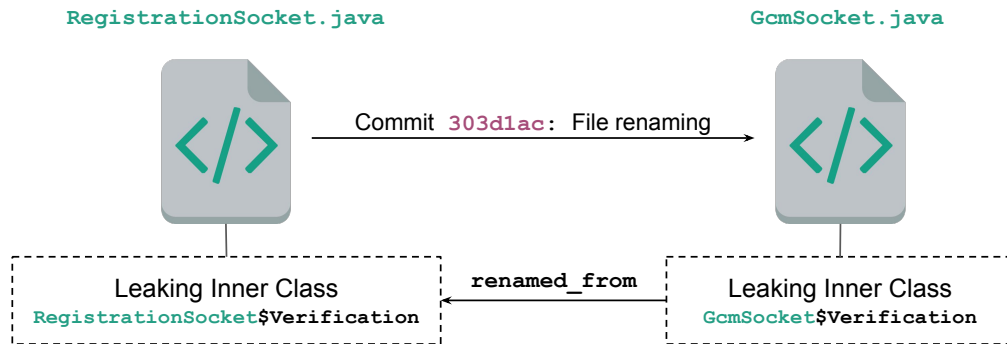 RegistrationSocket.java
GcmSocket.java
</>
</>
Commit 303d1ac: File renaming
Leaking Inner Class
RegistrationSocket$Verification
renamed_from
Leaking Inner Class
GcmSocket$Verification